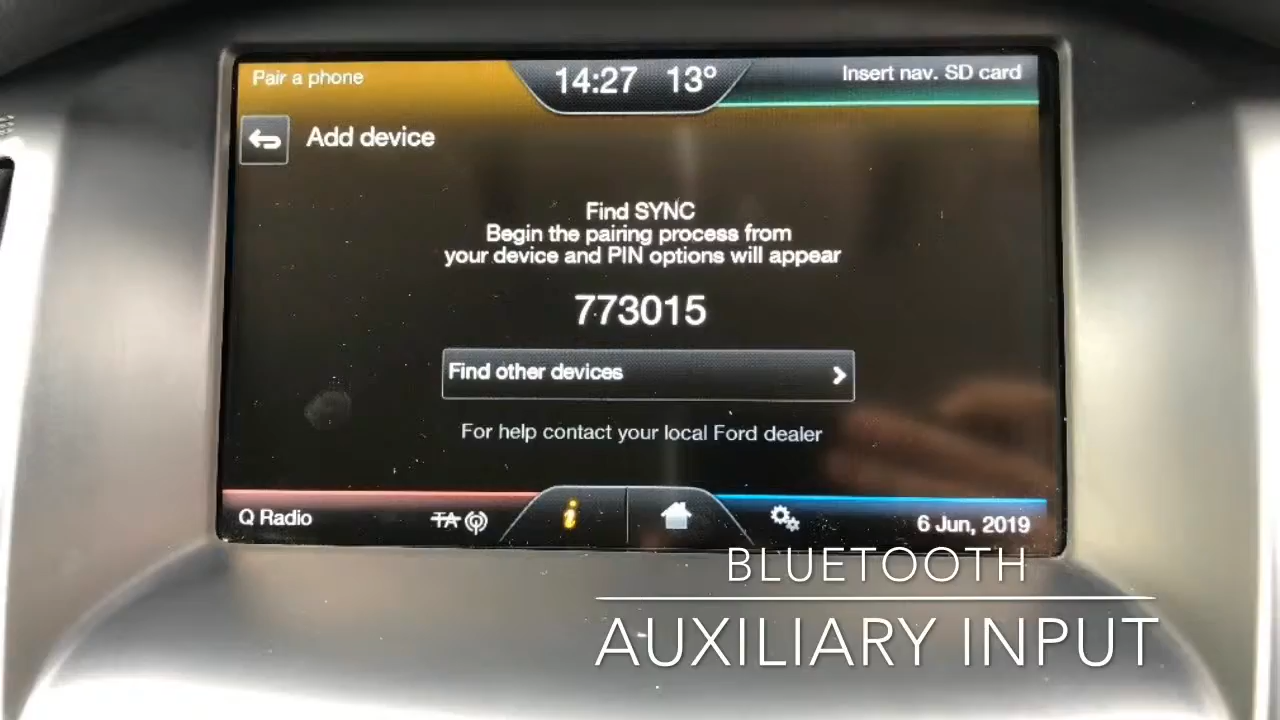 Pair a phone
14:27 13°
Insert nav. SD card
Add device
Find SYNC
Begin the pairing process from
your device and PIN options will appear
773015
Find other devices
For help contact your local Ford dealer
Q Radio
TA
i
6 Jun, 2019
BLUETOOTH
AUXILIARY INPUT